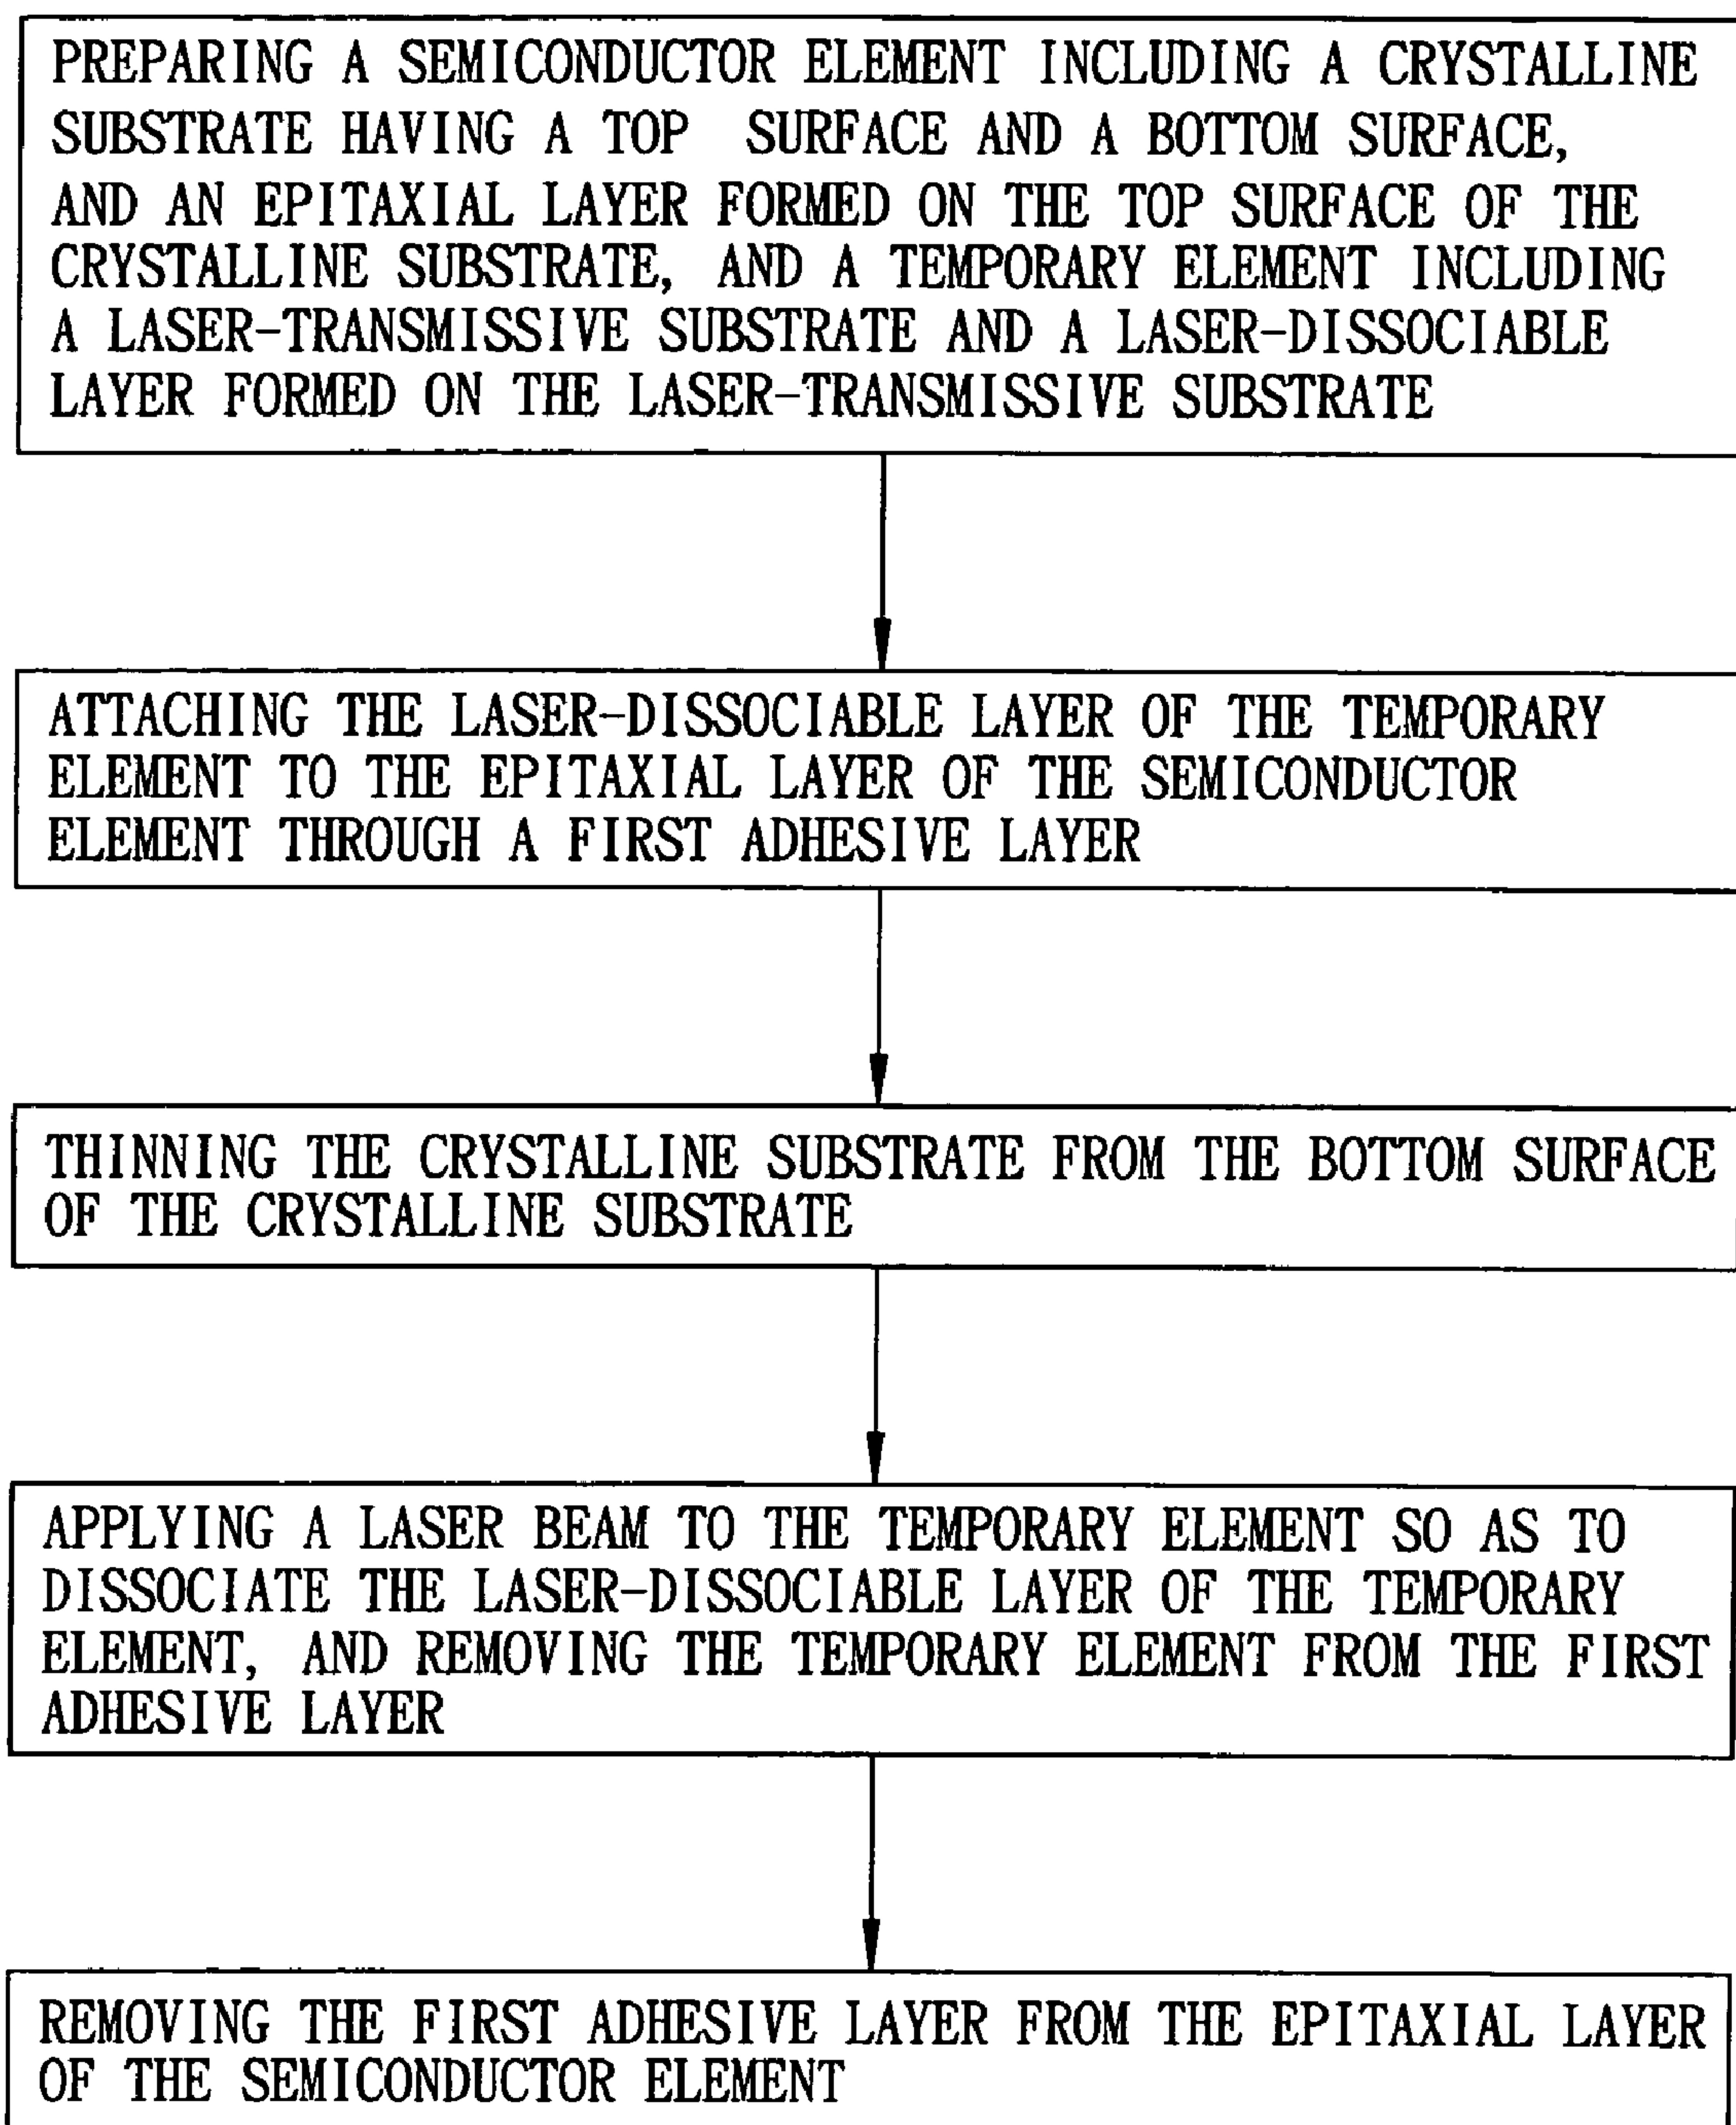 PREPARING A SEMICONDUCTOR ELEMENT INCLUDING A CRYSTALLINE
SUBSTRATE HAVING A TOP SURFACE AND A BOTTOM SURFACE,
AND AN EPITAXIAL LAYER FORMED ON THE TOP SURFACE OF THE
CRYSTALLINE SUBSTRATE, AND A TEMPORARY ELEMENT INCLUDING
A LASER-TRANSMISSIVE SUBSTRATE AND A LASER-DISSOCIABLE
LAYER FORMED ON THE LASER-TRANSMISSIVE SUBSTRATE
ATTACHING THE LASER-DISSOCIABLE LAYER OF THE TEMPORARY
ELEMENT TO THE EPITAXIAL LAYER OF THE SEMICONDUCTOR
ELEMENT THROUGH A FIRST ADHESIVE LAYER
THINNING THE CRYSTALLINE SUBSTRATE FROM THE BOTTOM SURFACE
OF THE CRYSTALLINE SUBSTRATE
APPLYING A LASER BEAM TO THE TEMPORARY ELEMENT SO AS TO
DISSOCIATE THE LASER-DISSOCIABLE LAYER OF THE TEMPORARY
ELEMENT, AND REMOVING THE TEMPORARY ELEMENT FROM THE FIRST
ADHESIVE LAYER
REMOVING THE FIRST ADHESIVE LAYER FROM THE EPITAXIAL LAYER
OF THE SEMICONDUCTOR ELEMENT